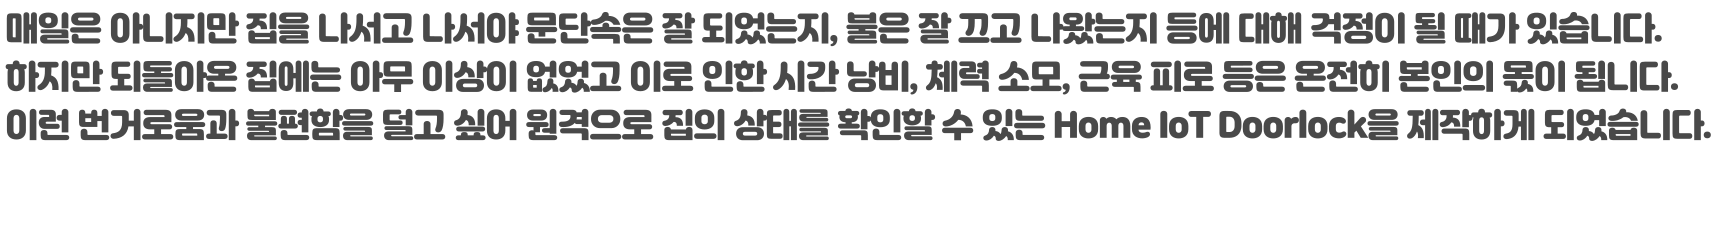 매일은 아니지만 집을 나서고 나서야 문단속은 잘 되었는지, 불은 잘 끄고 나왔는지 등에 대해 걱정이 될 때가 있습니다.
하지만 되돌아온 집에는 아무 이상이 없었고 이로 인한 시간 낭비, 체력 소모, 근육 피로 등은 온전히 본인의 몫이 됩니다.
이런 번거로움과 불편함을 덜고 싶어 원격으로 집의 상태를 확인할 수 있는 Home IoT Doorlock을 제작하게 되었습니다.